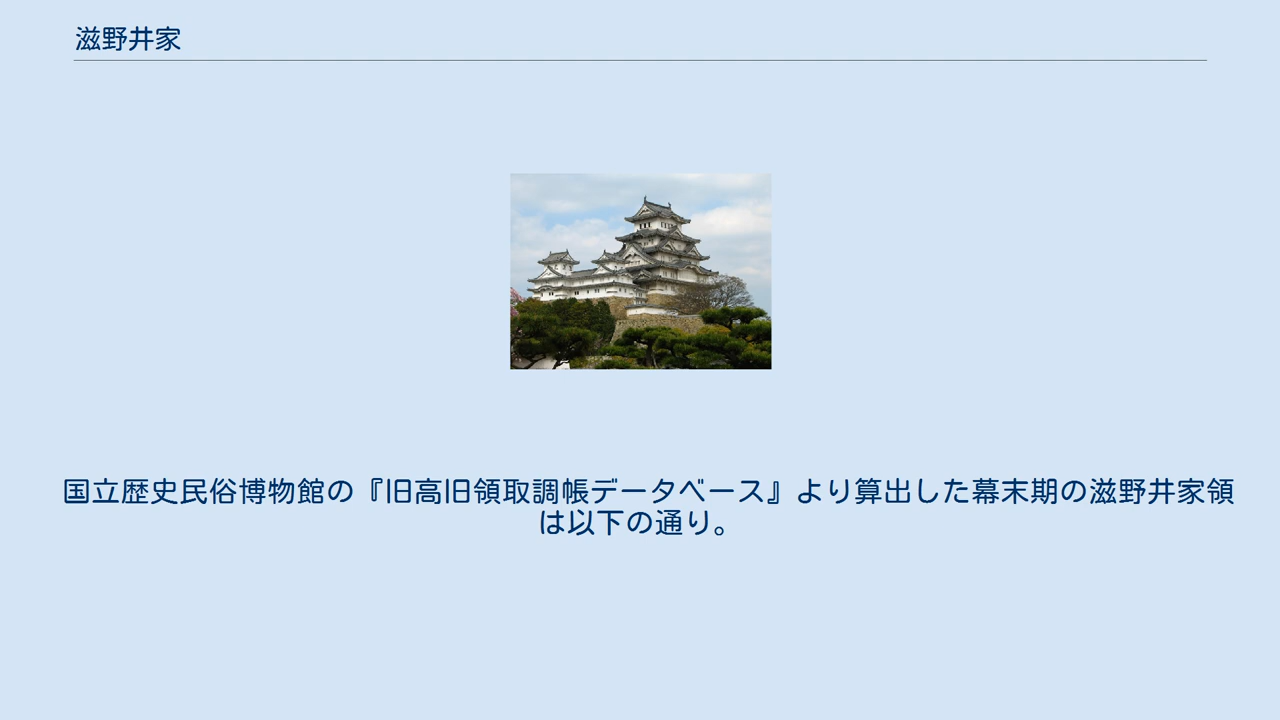 滋野井家
国立歴史民俗博物館の『旧高旧領取調帳データベース』より算出した幕末期の滋野井家領
は以下の通り。